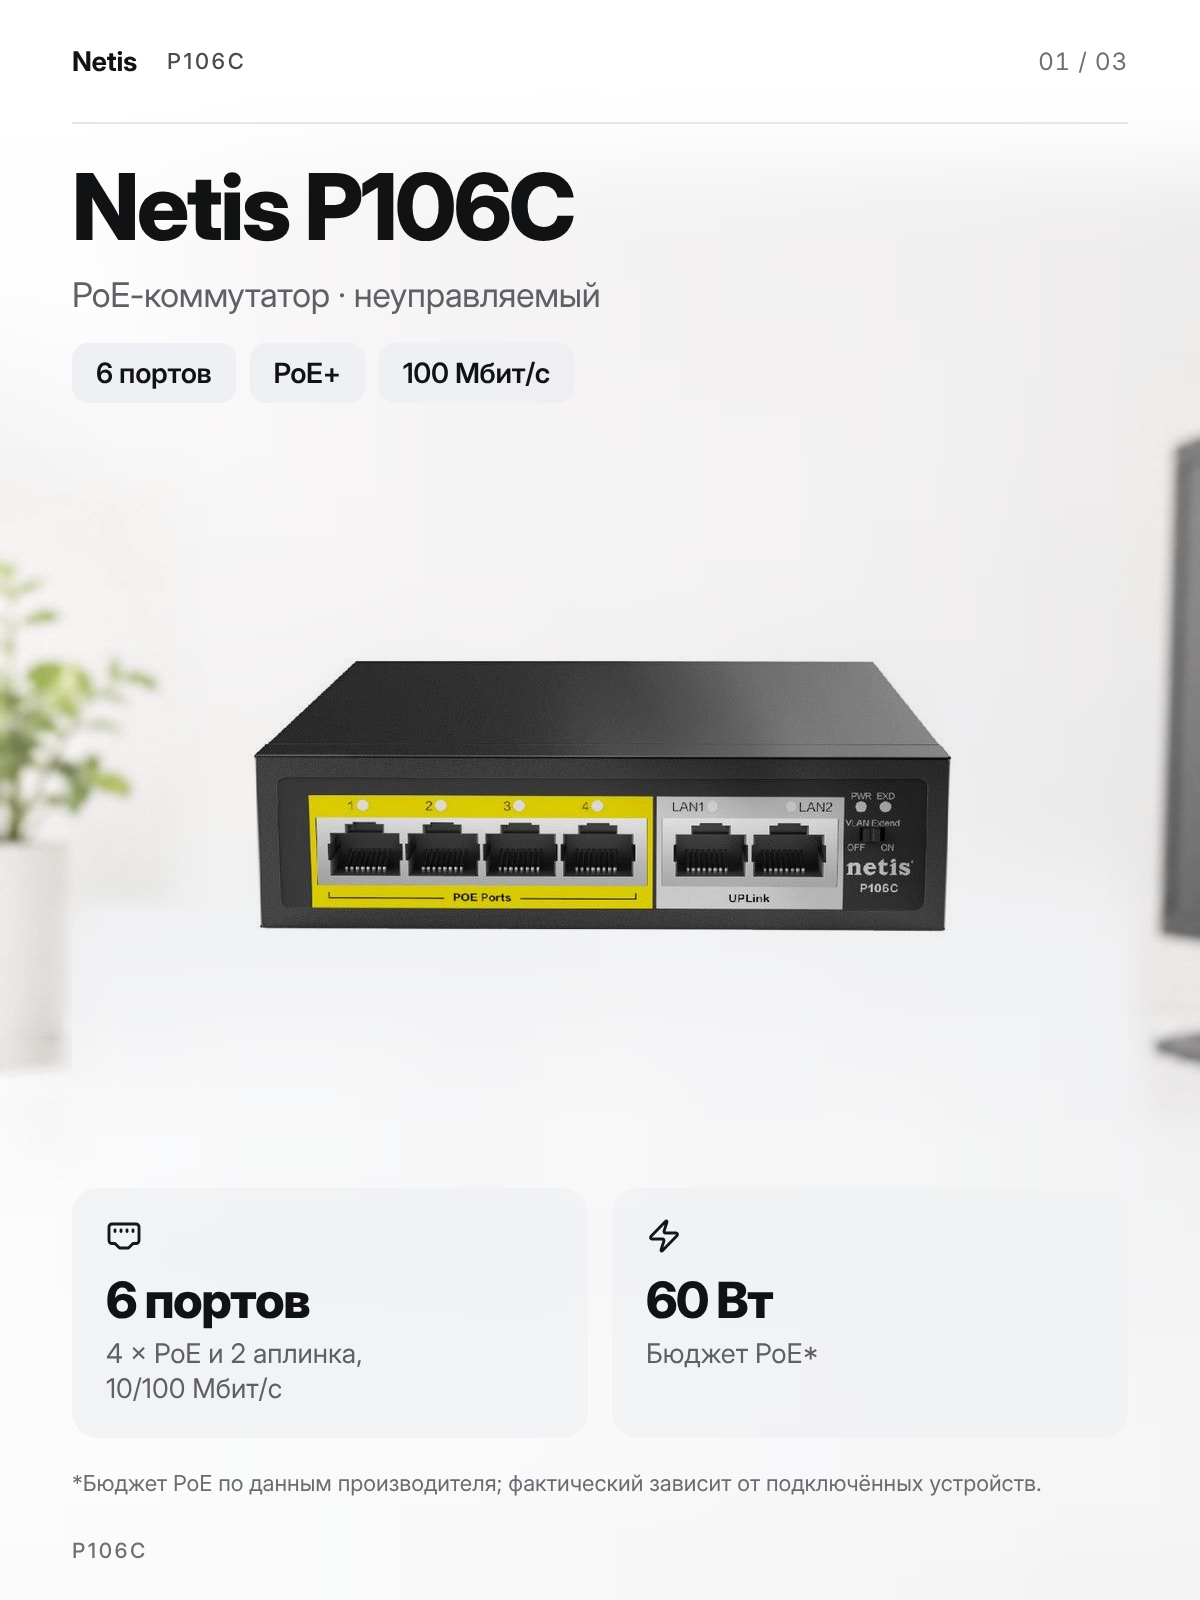 Netis P106C 01 / 03
Netis P106C
PoE-коммутатор · неуправляемый
6 портов PoE+ 100 Мбит/с
1 2 3 4 LAN1 LAN2 PWR EXD
VLAN Extend
OFF ON
netis
P106C
POE Ports UPLink
6 портов
4 × PoE и 2 аплинка,
10/100 Мбит/с
60 Вт
Бюджет PoE*
*Бюджет PoE по данным производителя; фактический зависит от подключённых устройств.
P106C